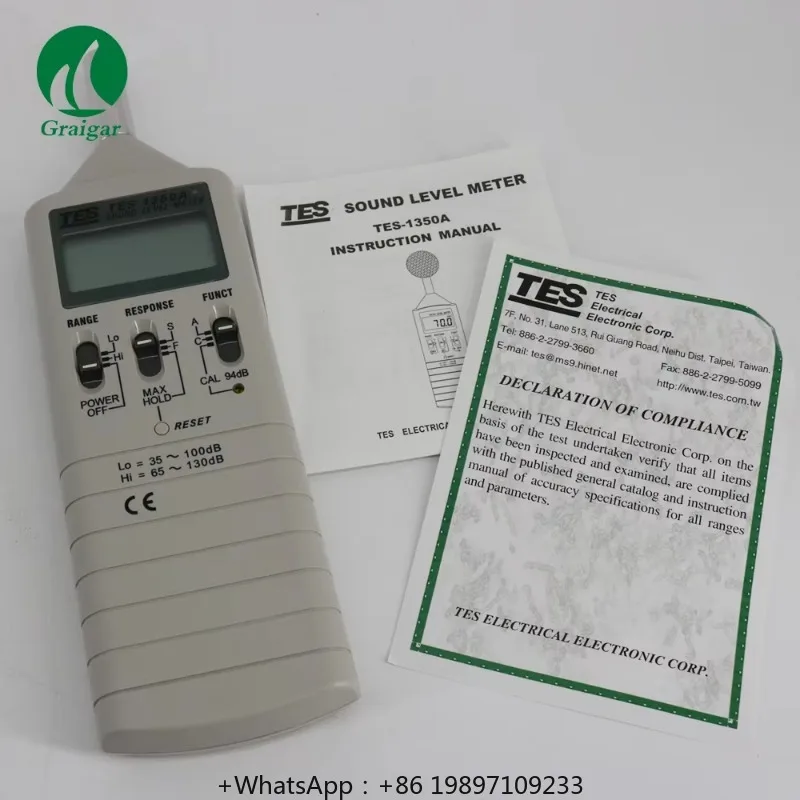 Graigar
TES TES 1350A
SOUND LEVEL METER
RANGE
RESPONSE
FUNCT
Lo
Hi
S
F
A
C
POWER
OFF
MAX
HOLD
CAL 94dB
RESET
Lo = 35 ~ 100dB
Hi = 65 ~ 130dB
CE
TES SOUND LEVEL METER
TES-1350A
INSTRUCTION MANUAL
70.0
TES ELECTRICAL
TES
TES
Electrical
Electronic Corp.
7F, No. 31, Lane 513, Rui Guang Road, Neihu Dist. Taipei, Taiwan.
Tel: 886-2-2799-3660
Fax: 886-2-2799-5099
E-mail: tes@ms9.hinet.net
http://www.tes.com.tw
DECLARATION OF COMPLIANCE
Herewith TES Electrical Electronic Corp. on the
basis of the test undertaken verify that all items
have been inspected and examined, are complied
with the published general catalog and instruction
manual of accuracy specifications for all ranges
and parameters.
TES ELECTRICAL ELECTRONIC CORP.
+WhatsApp：+86 19897109233